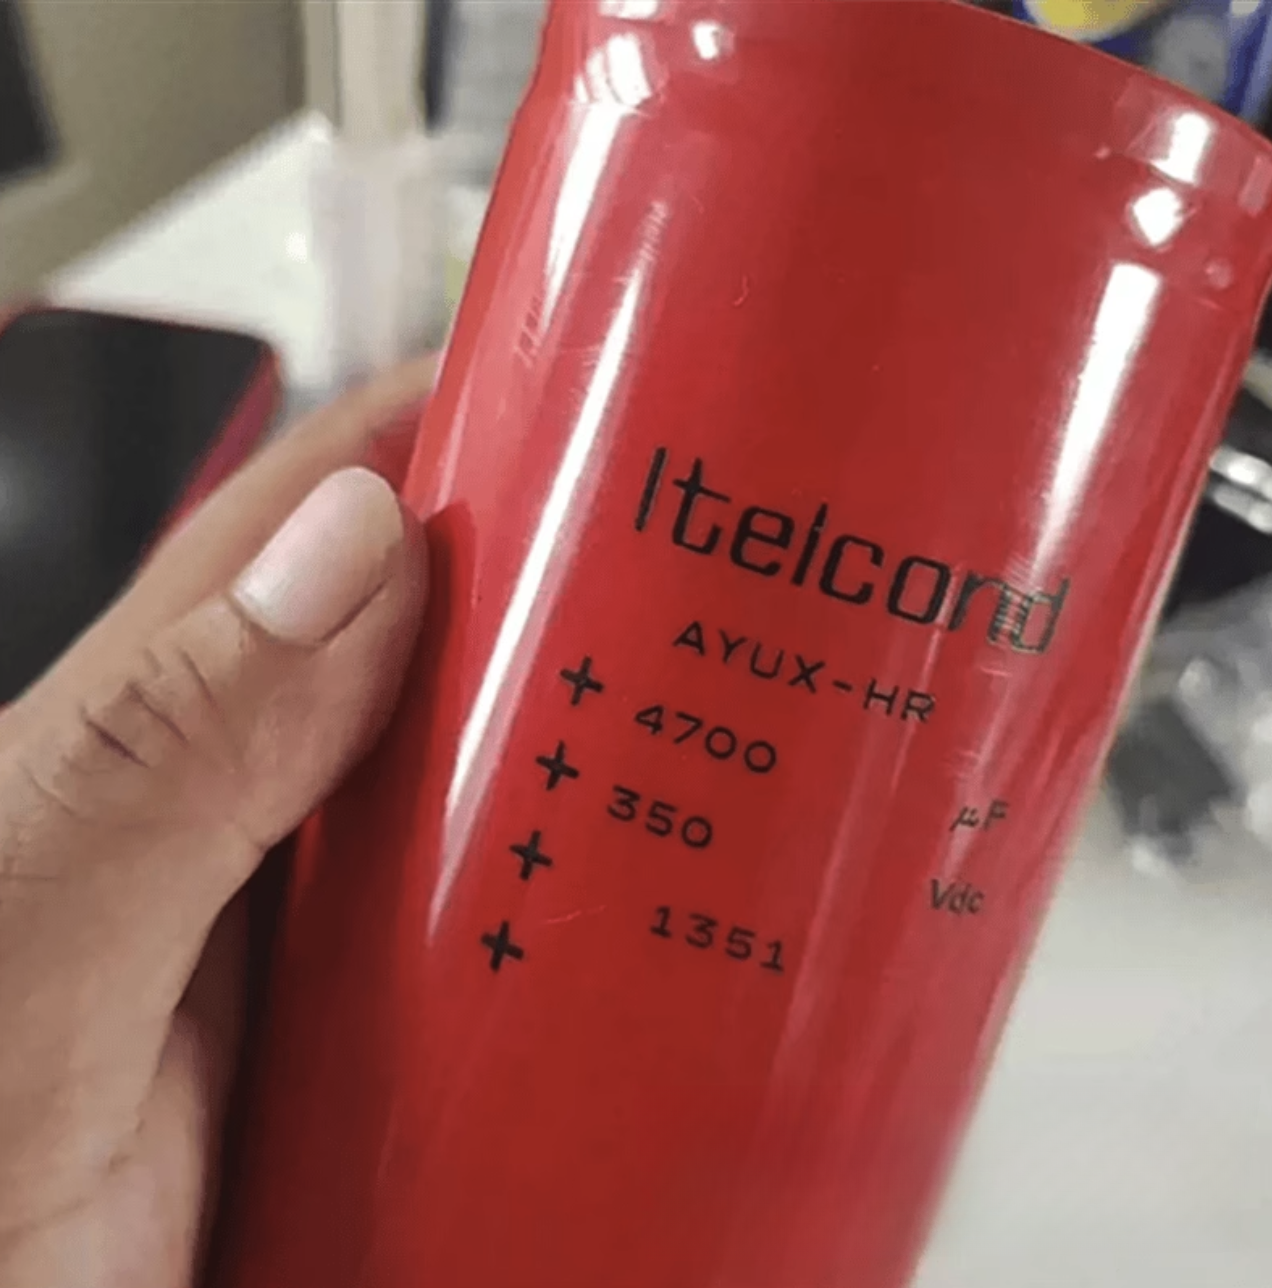 Itelcond
AYUX-HR
+ 4700 µF
+ 350 Vdc
+
+ 1351